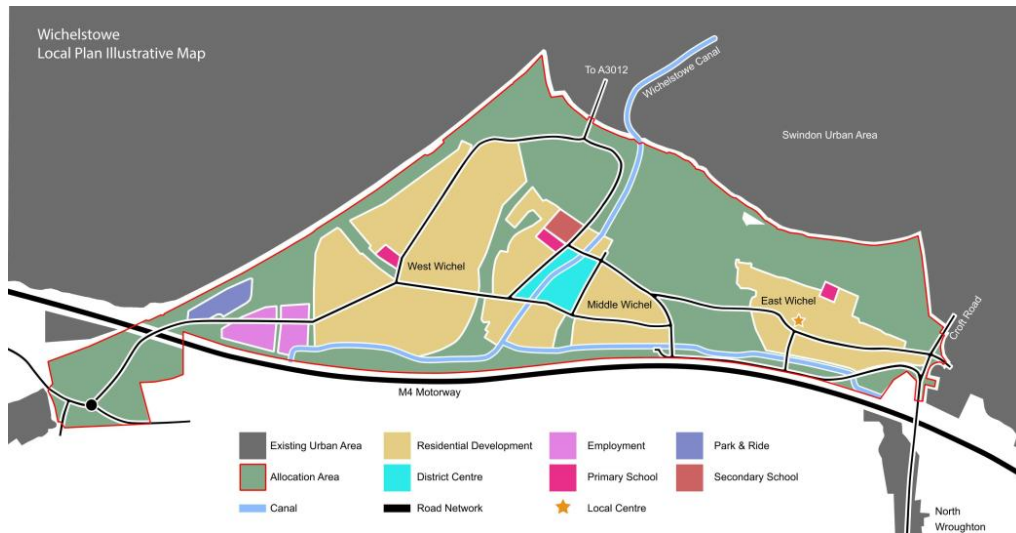 Wichelstowe
Local Plan Illustrative Map
To A3012
Wichelstowe Canal
Swindon Urban Area
West Wichel
Middle Wichel
East Wichel
Croft Road
M4 Motorway
Existing Urban Area
Residential Development
Employment
Park & Ride
Allocation Area
District Centre
Primary School
Secondary School
Canal
Road Network
Local Centre
North
Wroughton